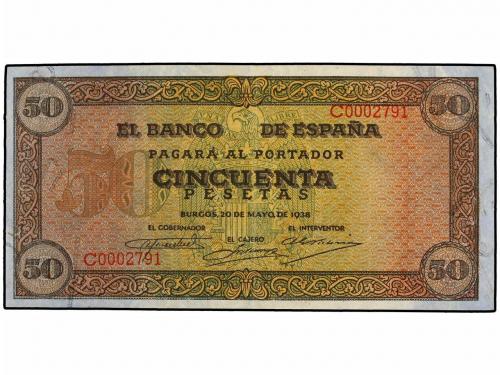 50 50
C0002791
EL BANCO DE ESPAÑA
PAGARÁ AL PORTADOR
50
CINCUENTA
PESETAS
BURGOS, 20 DE MAYO DE 1938
EL GOBERNADOR EL CAJERO EL INTERVENTOR
C0002791
50 50